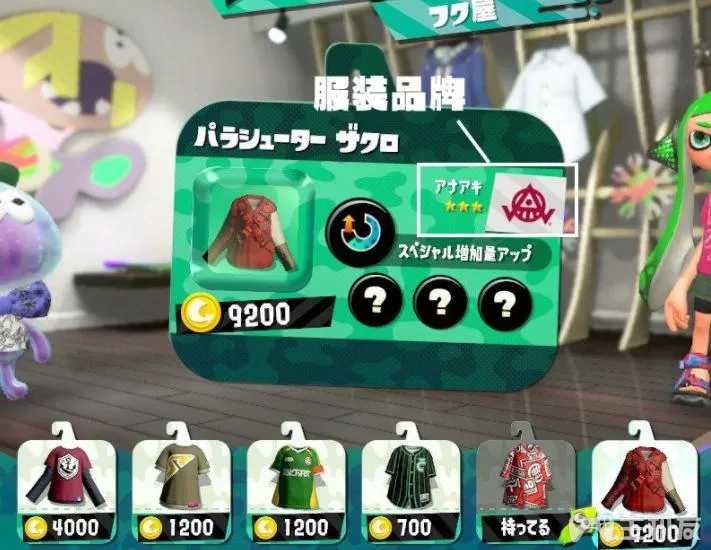 フク屋
服装品牌
パラシューター ザクロ
アナアキ
スペシャル増加量アップ
9200
? ? ?
4000
1200
1200
700
持ってる
9200